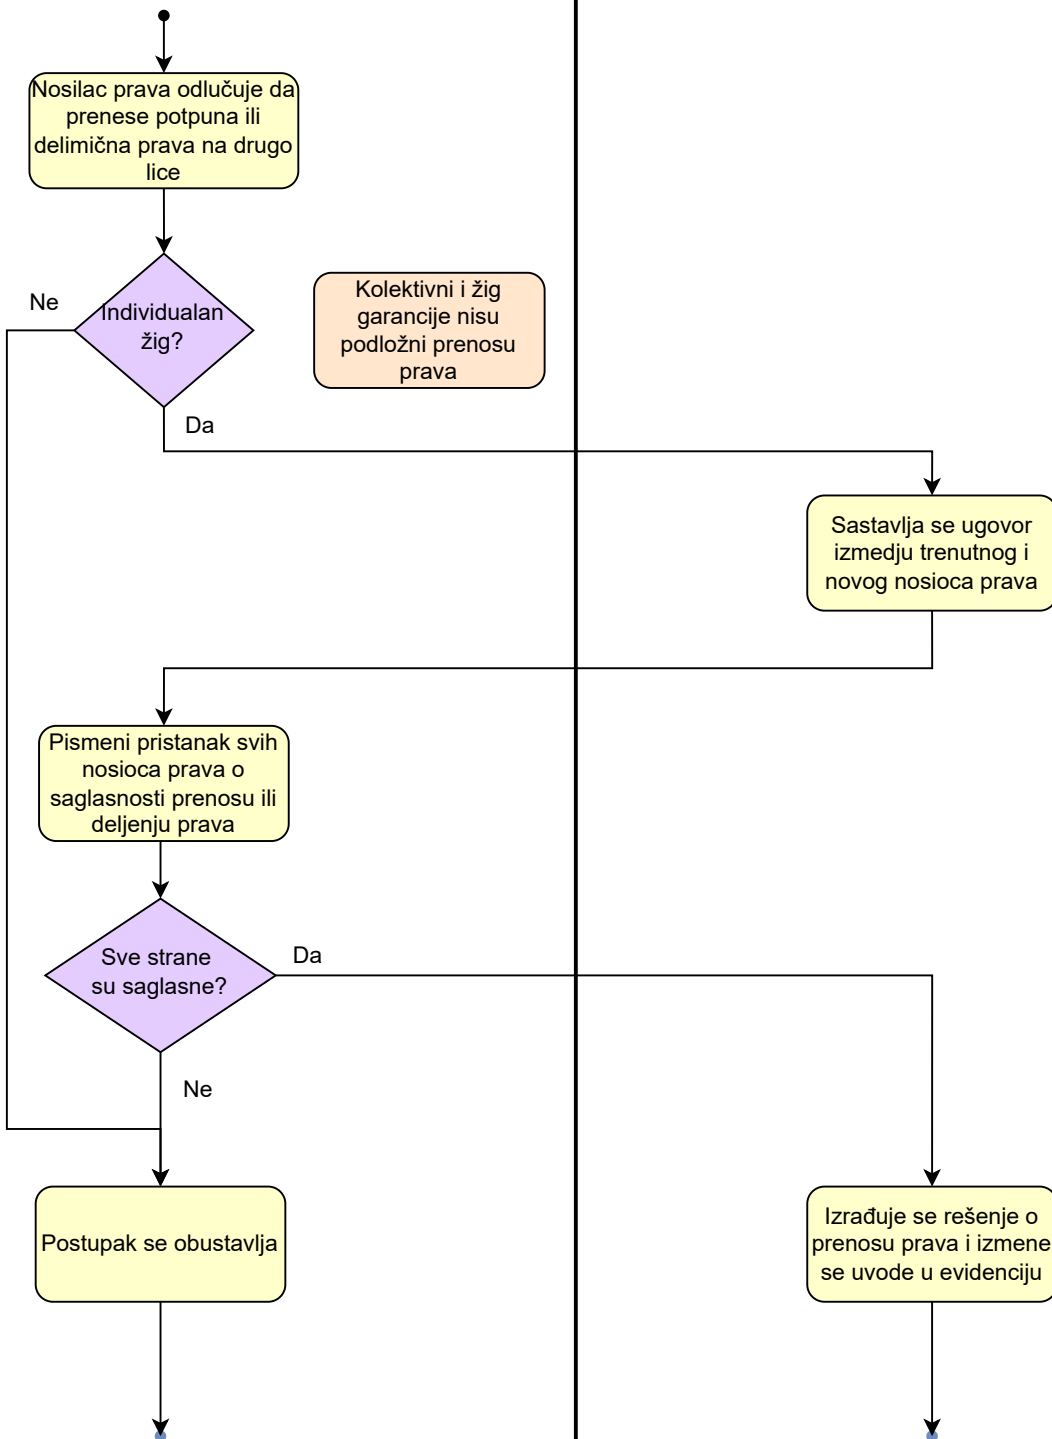 Nosilac prava odlučuje da
prenese potpuna ili
delimična prava na drugo
lice
Ne
Individualan
žig?
Kolektivni i žig
garancije nisu
podložni prenosu
prava
Da
Sastavlja se ugovor
izmedju trenutnog i
novog nosioca prava
Pismeni pristanak svih
nosioca prava o
saglasnosti prenosu ili
deljenju prava
Sve strane
su saglasne?
Da
Ne
Postupak se obustavlja
Izrađuje se rešenje o
prenosu prava i izmene
se uvode u evidenciju